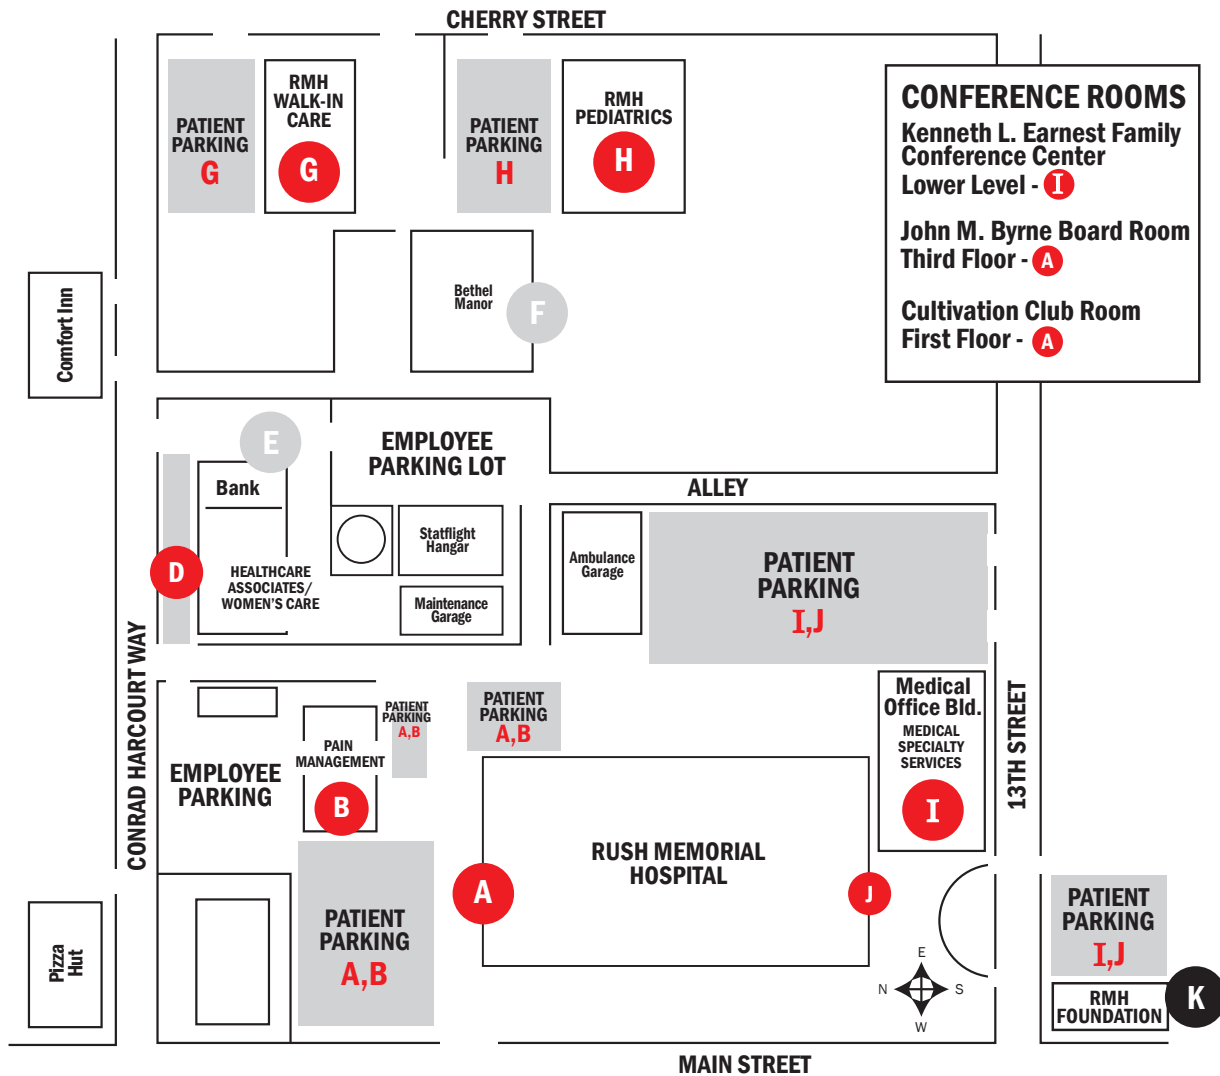 CHERRY STREET
RMH
WALK-IN
CARE
G
PATIENT
PARKING
G
PATIENT
PARKING
H
RMH
PEDIATRICS
H
CONFERENCE ROOMS
Kenneth L. Earnest Family
Conference Center
Lower Level - I
John M. Byrne Board Room
Third Floor - A
Cultivation Club Room
First Floor - A
Comfort Inn
Bethel
Manor
F
E
Bank
EMPLOYEE
PARKING LOT
ALLEY
D
HEALTHCARE
ASSOCIATES/
WOMEN'S CARE
Statflight
Hangar
Maintenance
Garage
Ambulance
Garage
PATIENT
PARKING
I,J
CONRAD HARCOURT WAY
13TH STREET
EMPLOYEE
PARKING
PAIN
MANAGEMENT
B
PATIENT
PARKING
A,B
PATIENT
PARKING
A,B
Medical
Office Bld.
MEDICAL
SPECIALTY
SERVICES
I
RUSH MEMORIAL
HOSPITAL
A
J
PATIENT
PARKING
A,B
Pizza
Hut
E
N S
W
PATIENT
PARKING
I,J
RMH
FOUNDATION
K
MAIN STREET